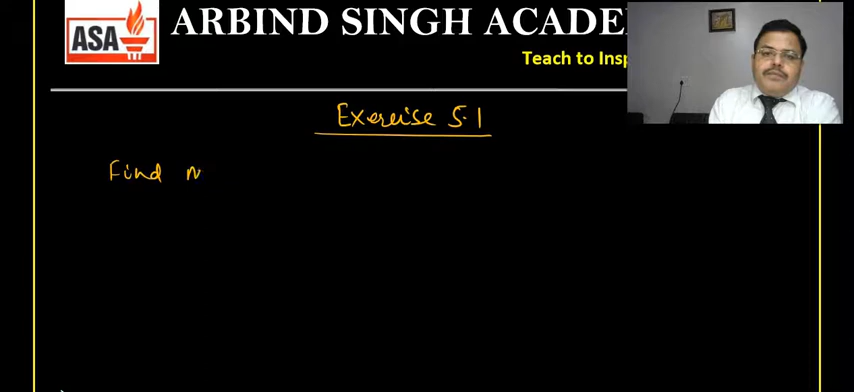 ASA
ARBIND SINGH ACADE
Teach to Insp
Exercise 5.1
Find n